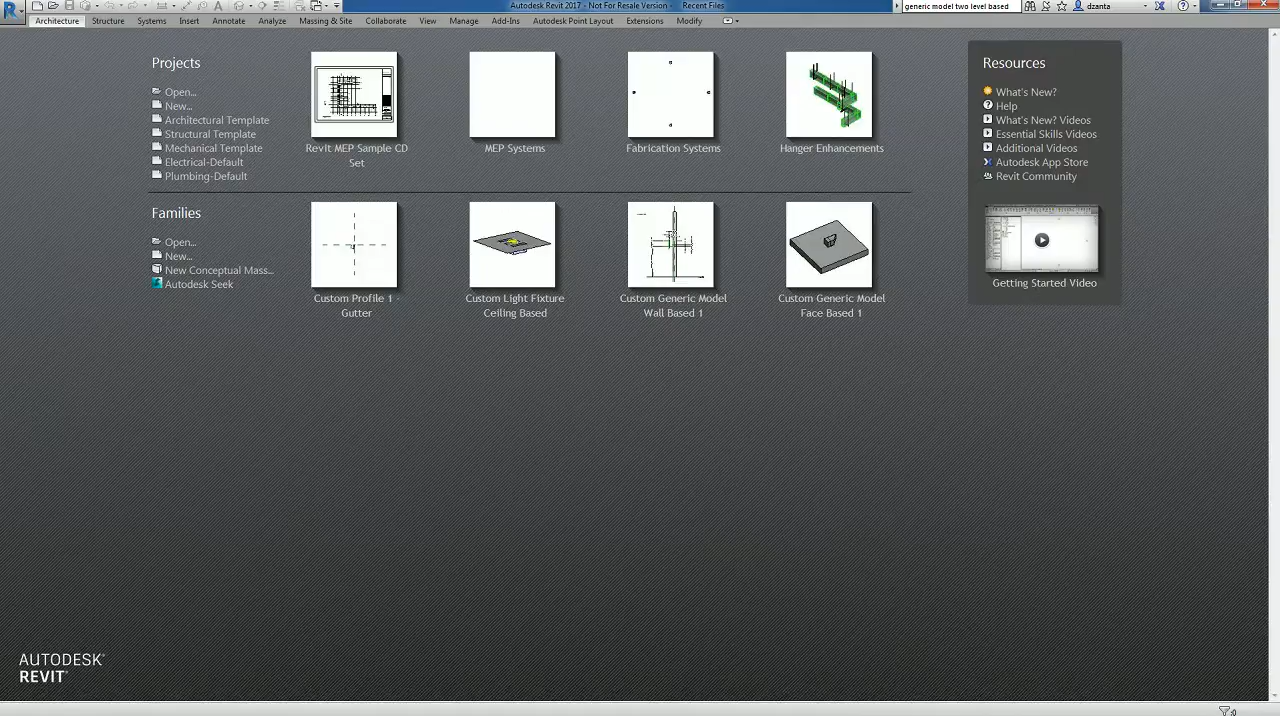 Autodesk Revit 2017 - Not For Resale Version - Recent Files
generic model two level based
dzanta
Architecture Structure Systems Insert Annotate Analyze Massing & Site Collaborate View Manage Add-Ins Autodesk Point Layout Extensions Modify
Projects
Open...
New...
Architectural Template
Structural Template
Mechanical Template
Electrical-Default
Plumbing-Default
Revit MEP Sample CD
Set
MEP Systems
Fabrication Systems
Hanger Enhancements
Families
Open...
New...
New Conceptual Mass...
Autodesk Seek
Custom Profile 1 -
Gutter
Custom Light Fixture
Ceiling Based
Custom Generic Model
Wall Based 1
Custom Generic Model
Face Based 1
Resources
What's New?
Help
What's New? Videos
Essential Skills Videos
Additional Videos
Autodesk App Store
Revit Community
Getting Started Video
AUTODESK®
REVIT®
:0